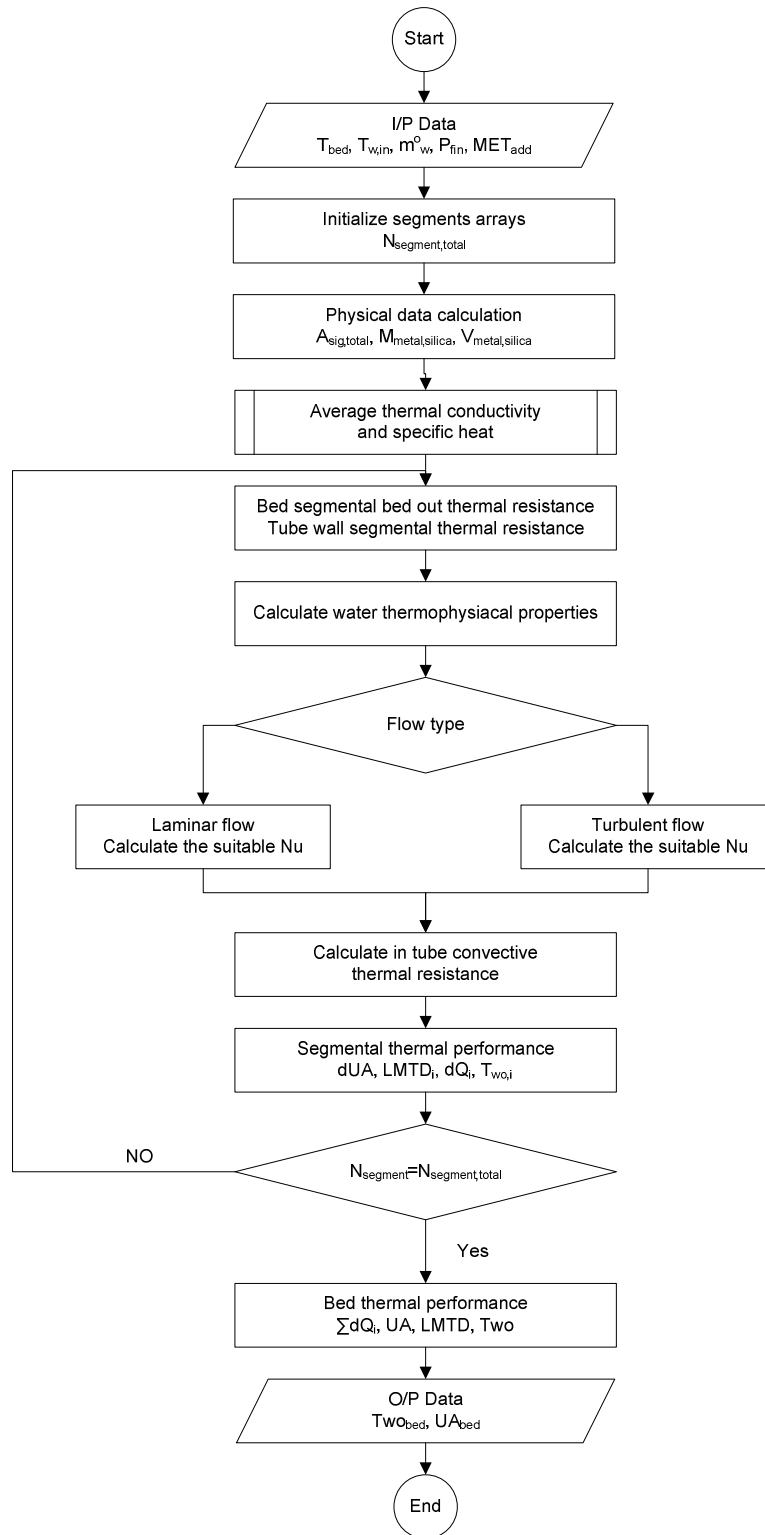 Start
I/P Data
Tbed, Tw,in, mow, Pfin, METadd
Initialize segments arrays
Nsegment,total
Physical data calculation
Asig,total, Mmetal,silica, Vmetal,silica
Average thermal conductivity
and specific heat
Bed segmental bed out thermal resistance
Tube wall segmental thermal resistance
Calculate water thermophysiacal properties
Flow type
Laminar flow
Calculate the suitable Nu
Turbulent flow
Calculate the suitable Nu
Calculate in tube convective
thermal resistance
Segmental thermal performance
dUA, LMTDi, dQi, Two,i
NO
Nsegment=Nsegment,total
Yes
Bed thermal performance
∑dQi, UA, LMTD, Two
O/P Data
Twobed, UAbed
End